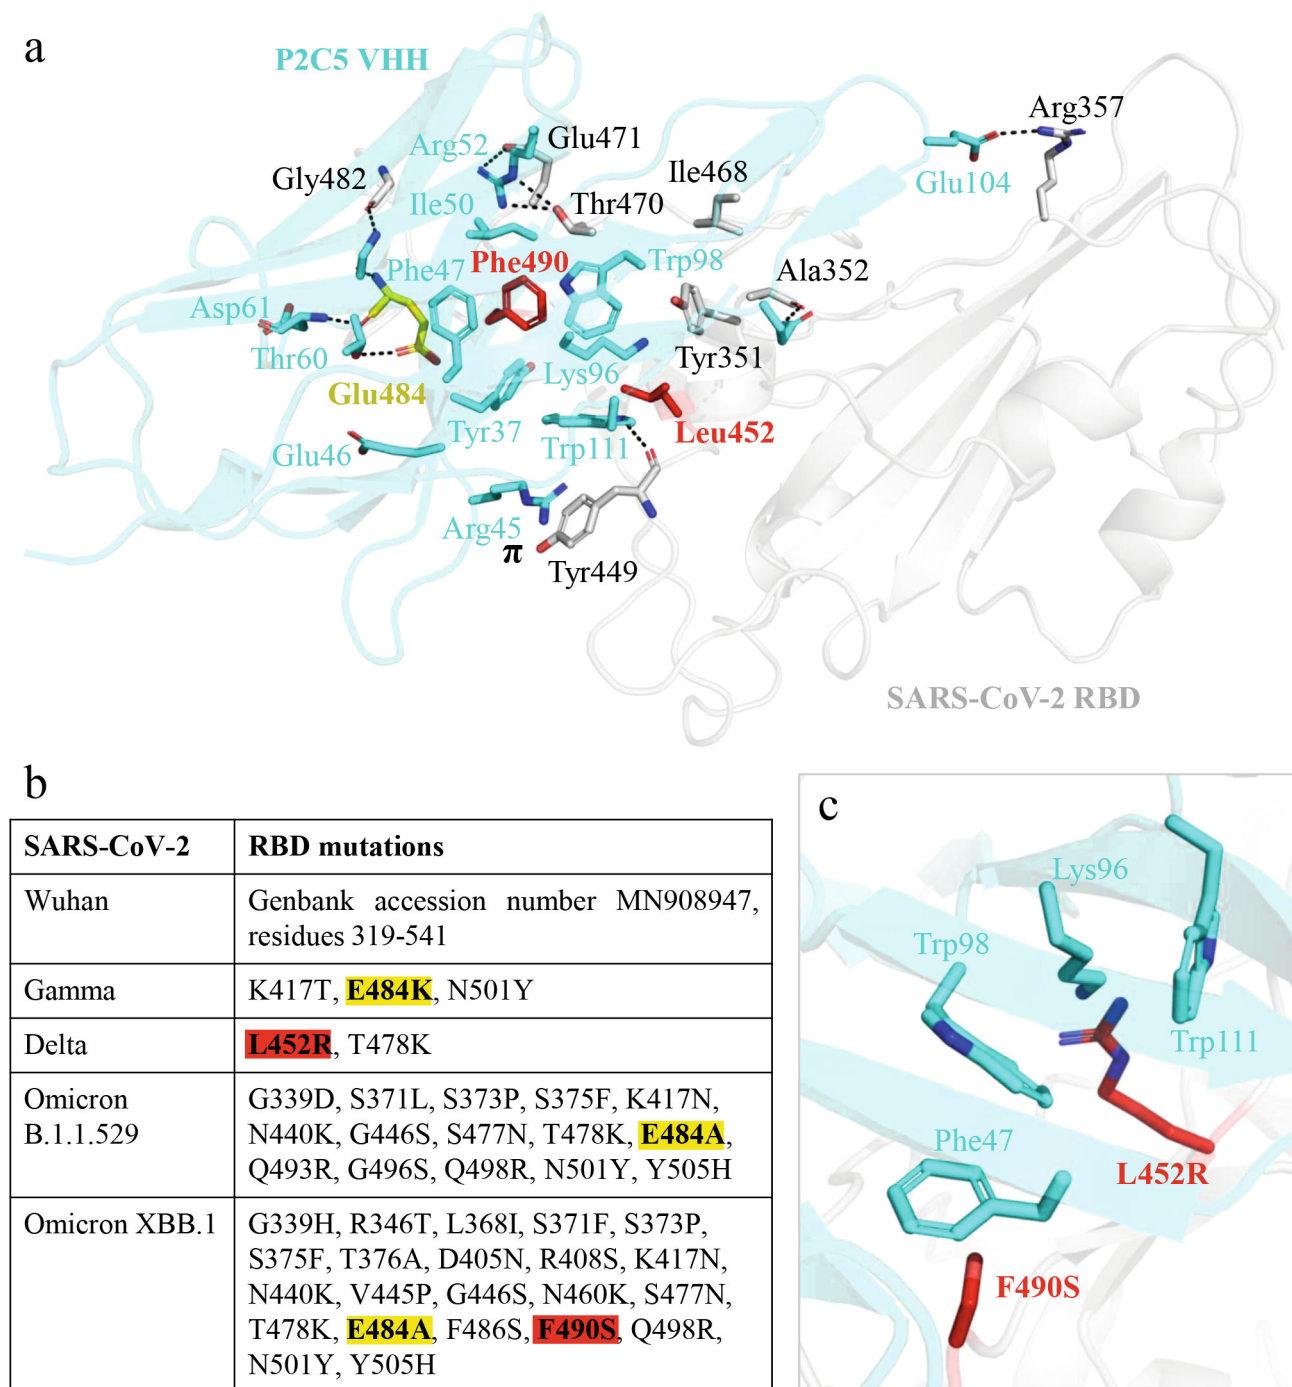 a
P2C5 VHH
Arg357
Arg52
Glu471
Gly482
Ile468
Glu104
Ile50
Thr470
Phe47
Phe490
Trp98
Ala352
Asp61
Thr60
Lys96
Tyr351
Glu484
Tyr37
Trp111
Leu452
Glu46
Arg45
π
Tyr449
SARS-CoV-2 RBD
b
SARS-CoV-2
RBD mutations
Wuhan
Genbank accession number MN908947,
residues 319-541
Gamma
K417T, E484K, N501Y
Delta
L452R, T478K
Omicron
B.1.1.529
G339D, S371L, S373P, S375F, K417N,
N440K, G446S, S477N, T478K, E484A,
Q493R, G496S, Q498R, N501Y, Y505H
Omicron XBB.1
G339H, R346T, L368I, S371F, S373P,
S375F, T376A, D405N, R408S, K417N,
N440K, V445P, G446S, N460K, S477N,
T478K, E484A, F486S, F490S, Q498R,
N501Y, Y505H
c
Lys96
Trp98
Trp111
Phe47
L452R
F490S